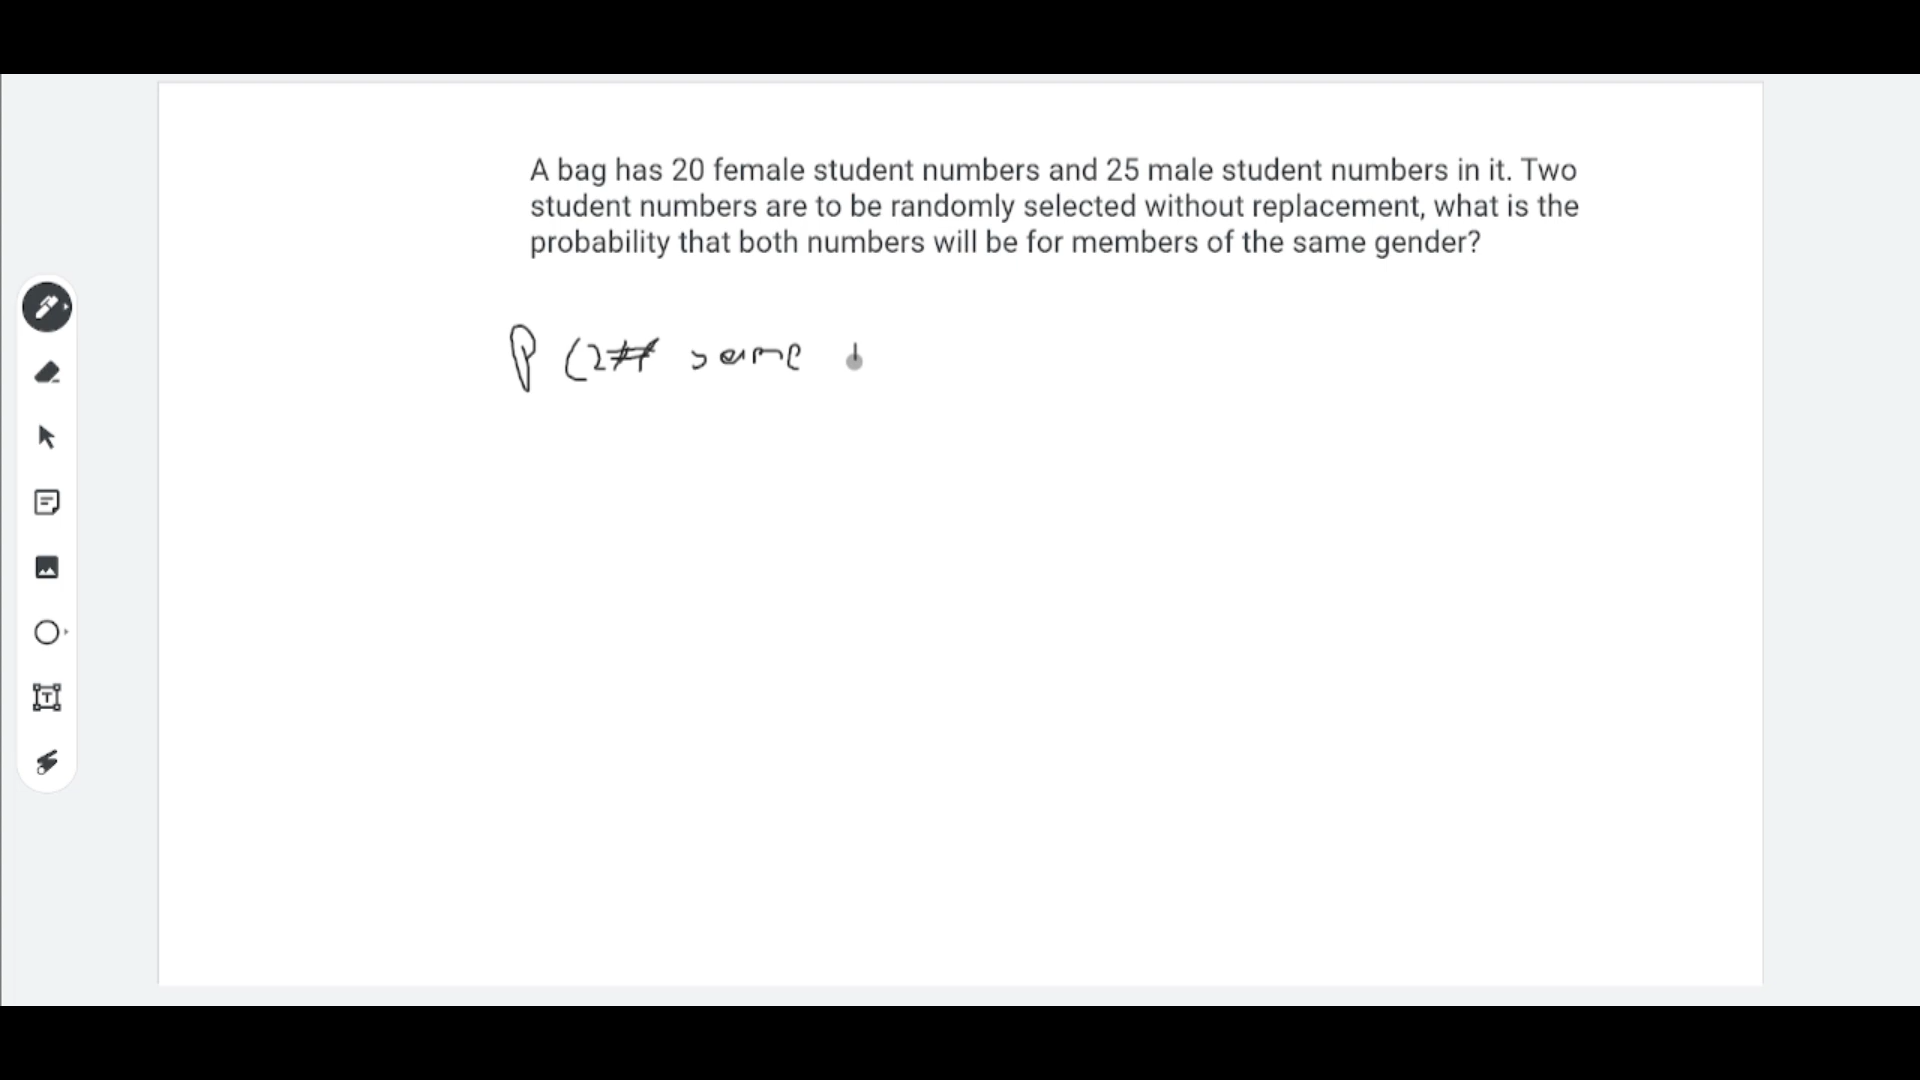 A bag has 20 female student numbers and 25 male student numbers in it. Two
student numbers are to be randomly selected without replacement, what is the
probability that both numbers will be for members of the same gender?
P (2# same